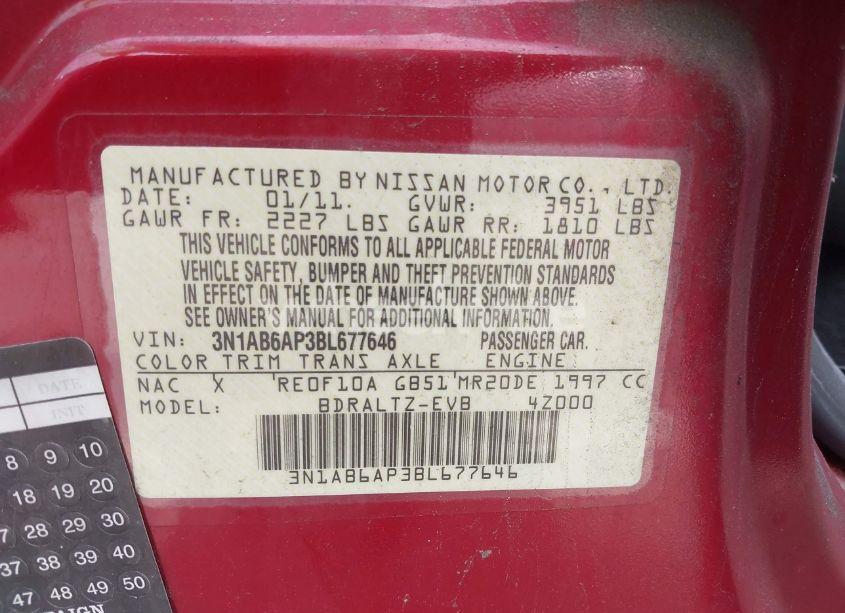 MANUFACTURED BY NISSAN MOTOR CO., LTD.
DATE: 01/11. GVWR: 3951 LBS
GAWR FR: 2227 LBS GAWR RR: 1810 LBS
THIS VEHICLE CONFORMS TO ALL APPLICABLE FEDERAL MOTOR
VEHICLE SAFETY, BUMPER AND THEFT PREVENTION STANDARDS
IN EFFECT ON THE DATE OF MANUFACTURE SHOWN ABOVE.
SEE OWNER'S MANUAL FOR ADDITIONAL INFORMATION.
VIN: 3N1AB6AP3BL677646 PASSENGER CAR.
COLOR TRIM TRANS AXLE ENGINE
NAC X RE0F10A GB51 MR20DE 1997 CC
MODEL: BDRALTZ-EVB 4Z000
3N1AB6AP3BL677646
DATE
INIT
8 9 10
18 19 20
27 28 29 30
37 38 39 40
47 48 49 50